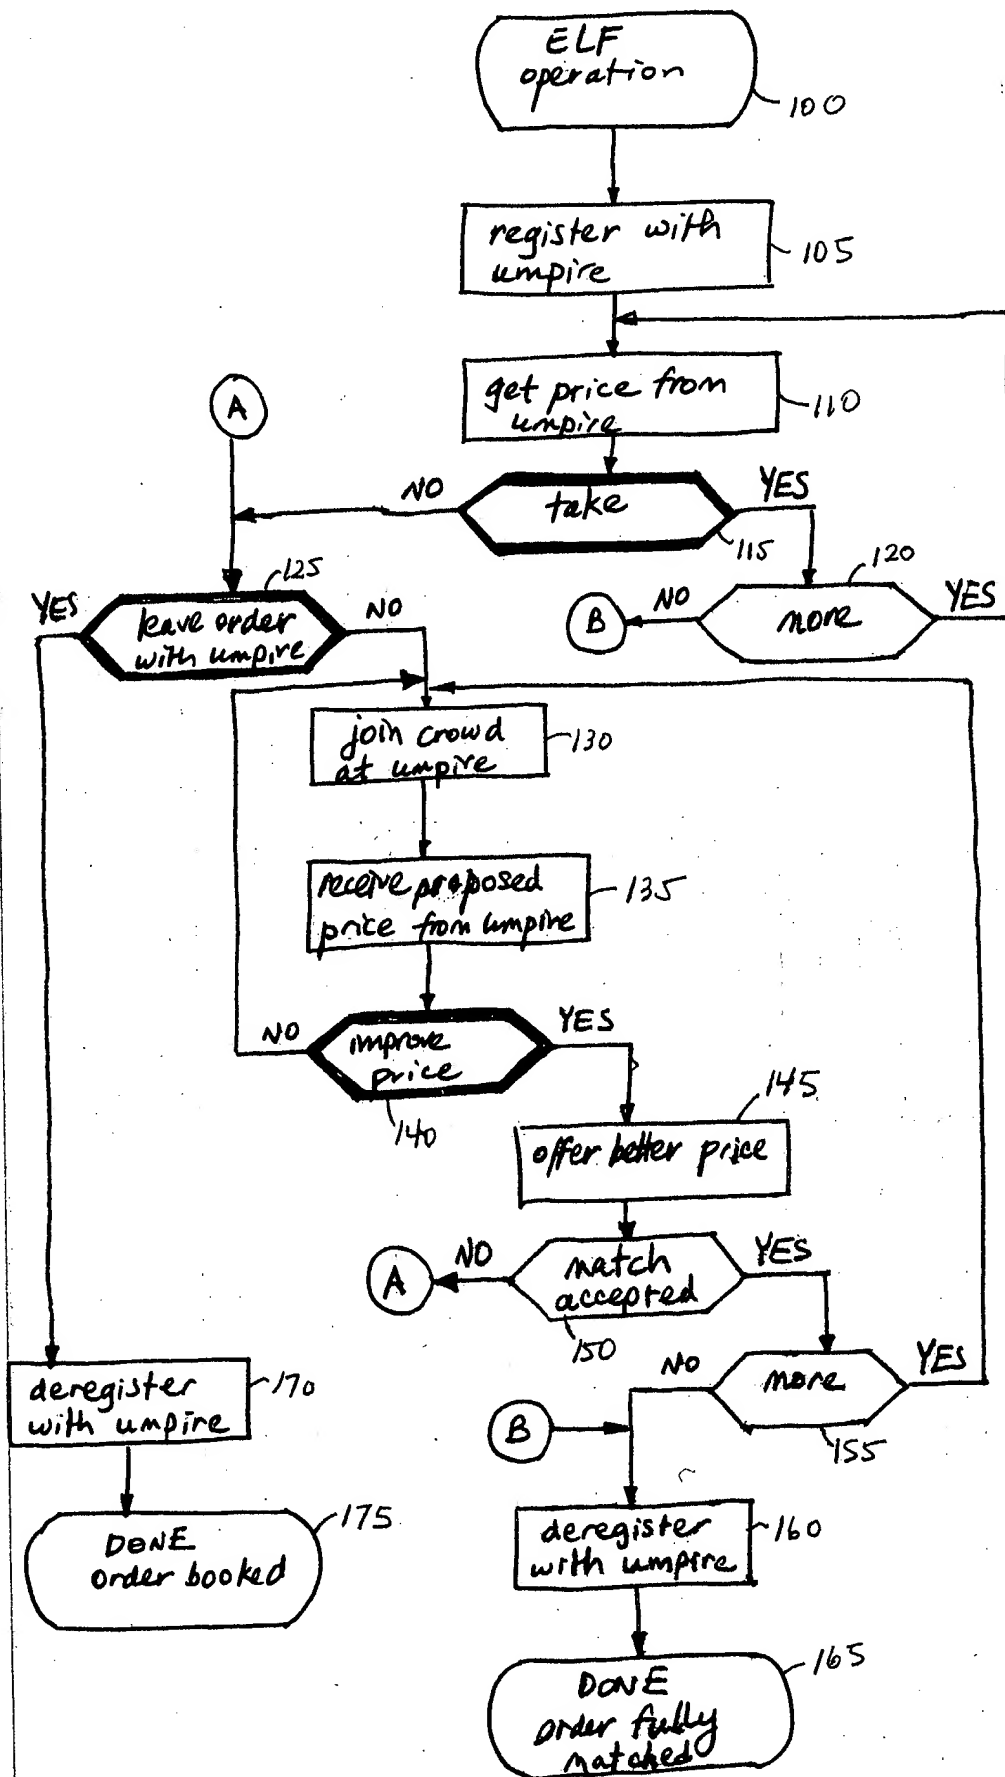 ELF
operation
100
register with
umpire
105
get price from
umpire
110
A
NO
take
YES
115
120
125
YES
leave order
with umpire
NO
B
NO
more
YES
join crowd
at umpire
130
receive proposed
price from umpire
135
NO
improve
price
YES
140
145
offer better price
A
NO
match
accepted
YES
150
NO
more
YES
155
deregister
with umpire
170
B
DONE
order booked
175
deregister
with umpire
160
DONE
order fully
matched
165